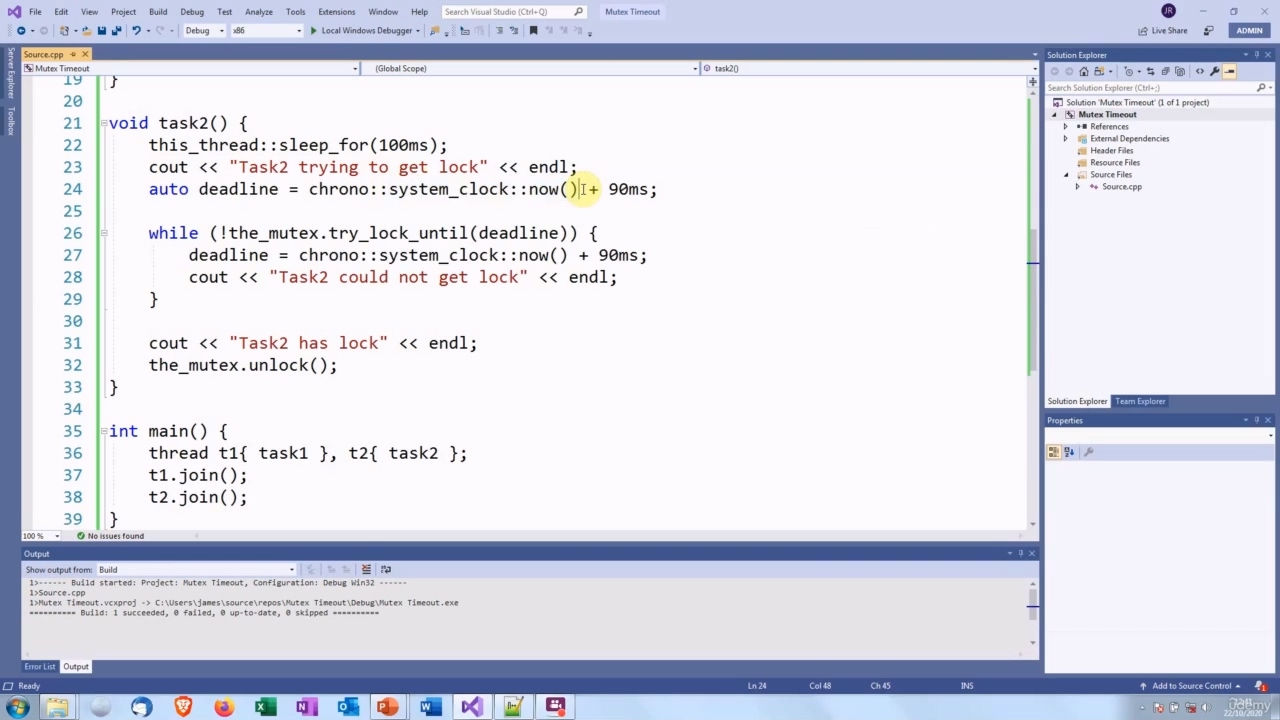 File Edit View Project Build Debug Test Analyze Tools Extensions Window Help Search Visual Studio (Ctrl+Q) Mutex Timeout JR
Debug x86 Local Windows Debugger Live Share ADMIN
Server Explorer
Toolbox
Source.cpp
Mutex Timeout (Global Scope) task2()
19 }
20
21 void task2() {
22 this_thread::sleep_for(100ms);
23 cout << "Task2 trying to get lock" << endl;
24 auto deadline = chrono::system_clock::now() + 90ms;
25
26 while (!the_mutex.try_lock_until(deadline)) {
27 deadline = chrono::system_clock::now() + 90ms;
28 cout << "Task2 could not get lock" << endl;
29 }
30
31 cout << "Task2 has lock" << endl;
32 the_mutex.unlock();
33 }
34
35 int main() {
36 thread t1{ task1 }, t2{ task2 };
37 t1.join();
38 t2.join();
39 }
100 % No issues found
Output
Show output from: Build
1>------ Build started: Project: Mutex Timeout, Configuration: Debug Win32 ------
1>Source.cpp
1>Mutex Timeout.vcxproj -> C:\Users\james\source\repos\Mutex Timeout\Debug\Mutex Timeout.exe
========== Build: 1 succeeded, 0 failed, 0 up-to-date, 0 skipped ==========
Error List Output
Solution Explorer
Search Solution Explorer (Ctrl+;)
Solution 'Mutex Timeout' (1 of 1 project)
Mutex Timeout
References
External Dependencies
Header Files
Resource Files
Source Files
Source.cpp
Solution Explorer Team Explorer
Properties
Ready Ln 24 Col 48 Ch 45 INS Add to Source Control 1
udemy
22/10/2020